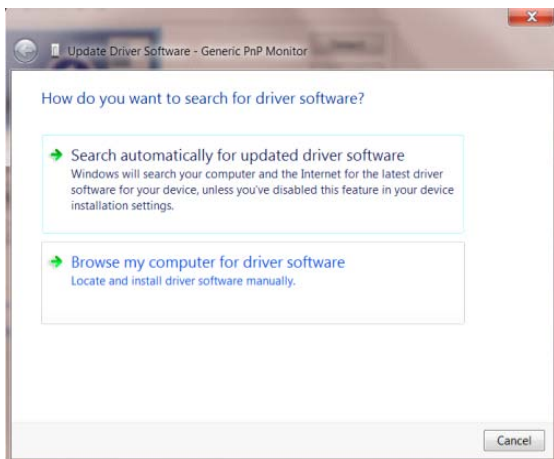 Update Driver Software - Generic PnP Monitor
How do you want to search for driver software?
Search automatically for updated driver software
Windows will search your computer and the Internet for the latest driver
software for your device, unless you've disabled this feature in your device
installation settings.
Browse my computer for driver software
Locate and install driver software manually.
Cancel